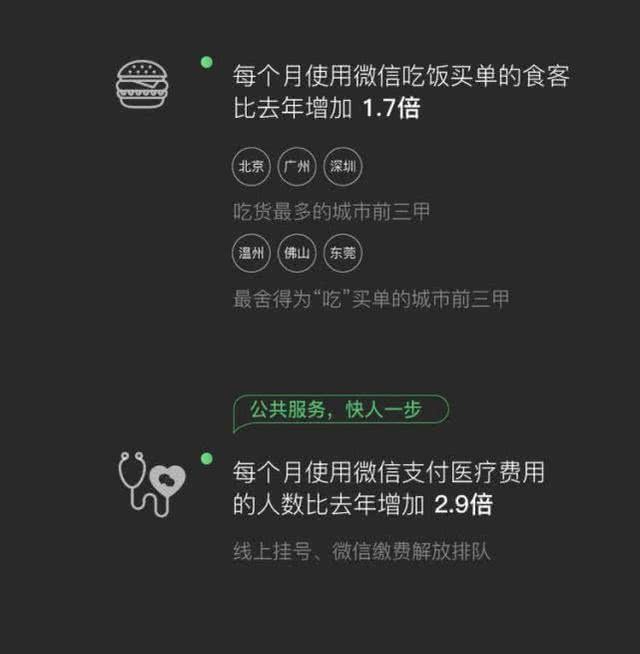 每个月使用微信吃饭买单的食客
比去年增加 1.7倍
北京 广州 深圳
吃货最多的城市前三甲
温州 佛山 东莞
最舍得为“吃”买单的城市前三甲
公共服务，快人一步
每个月使用微信支付医疗费用
的人数比去年增加 2.9倍
线上挂号、微信缴费解放排队